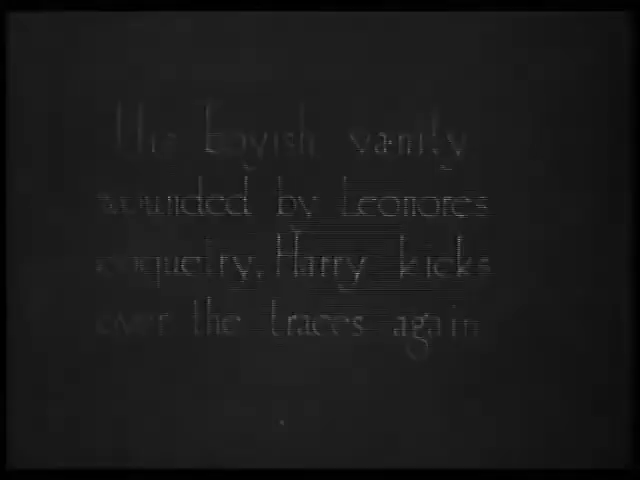 His boyish vanity
wounded by Leonores
coquetry, Harry kicks
over the traces again